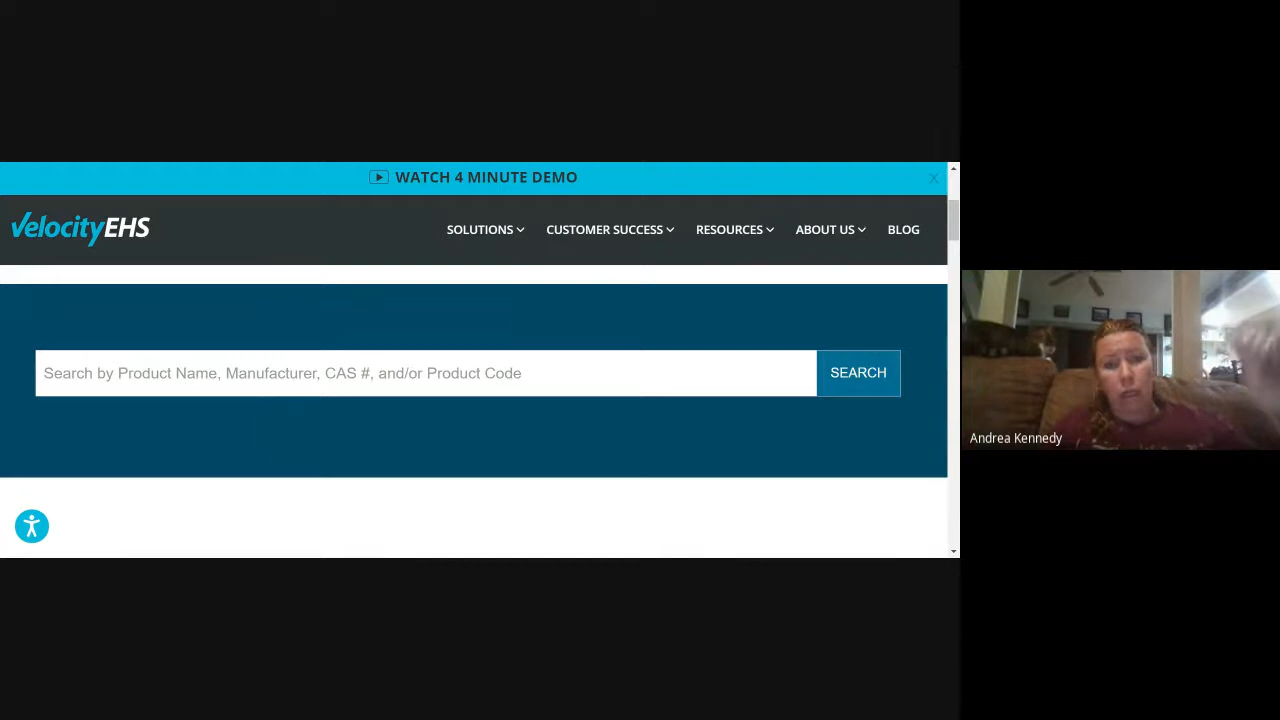 WATCH 4 MINUTE DEMO
X
VelocityEHS
SOLUTIONS CUSTOMER SUCCESS RESOURCES ABOUT US BLOG
Search by Product Name, Manufacturer, CAS #, and/or Product Code
SEARCH
Andrea Kennedy